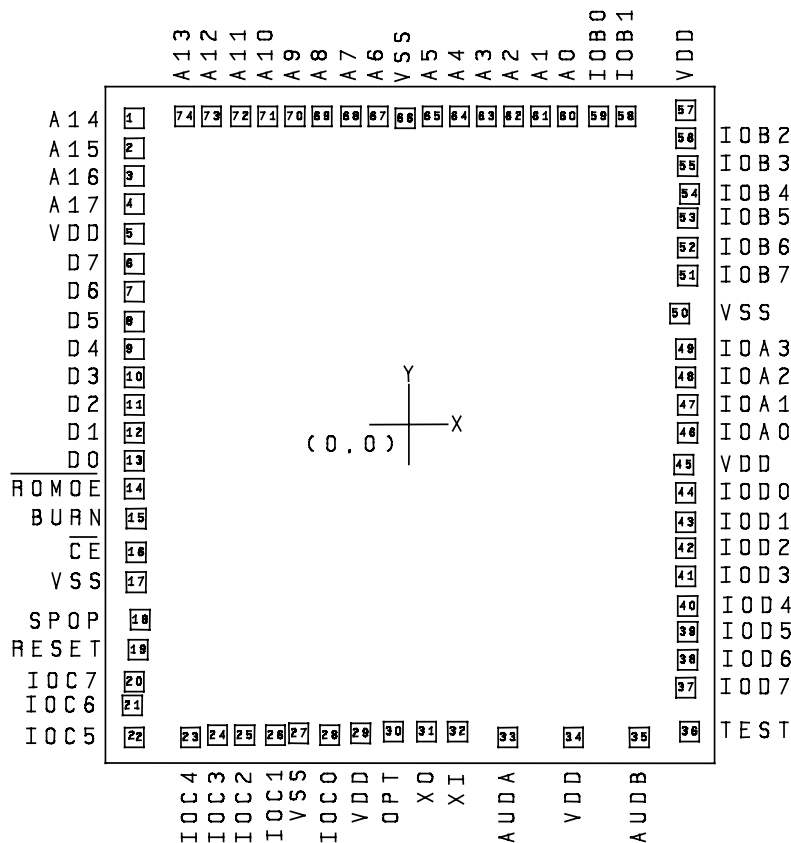 A13 A12 A11 A10 A9 A8 A7 A6 VSS A5 A4 A3 A2 A1 A0 IOB0 IOB1 VDD
74 73 72 71 70 69 68 67 66 65 64 63 62 61 60 59 58 57
A14 1
A15 2
A16 3
A17 4
VDD 5
D7 6
D6 7
D5 8
D4 9
D3 10
D2 11
D1 12
D0 13
ROMOE 14
BURN 15
CE 16
VSS 17
SPOP 18
RESET 19
IOC7 20
IOC6 21
IOC5 22
Y
X
(0,0)
56 IOB2
55 IOB3
54 IOB4
53 IOB5
52 IOB6
51 IOB7
50 VSS
49 IOA3
48 IOA2
47 IOA1
46 IOA0
45 VDD
44 IOD0
43 IOD1
42 IOD2
41 IOD3
40 IOD4
39 IOD5
38 IOD6
37 IOD7
36 TEST
23 24 25 26 27 28 29 30 31 32 33 34 35
IOC4 IOC3 IOC2 IOC1 VSS IOC0 VDD OPT XO XI AUDA VDD AUDB